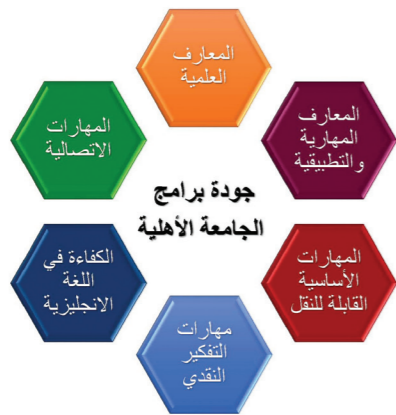 المعارف
العلمية
المعارف
المهارية
والتطبيقية
المهارات
الأساسية
القابلة للنقل
مهارات
التفكير
النقدي
الكفاءة في
اللغة
الانجليزية
المهارات
الاتصالية
جودة برامج
الجامعة الأهلية